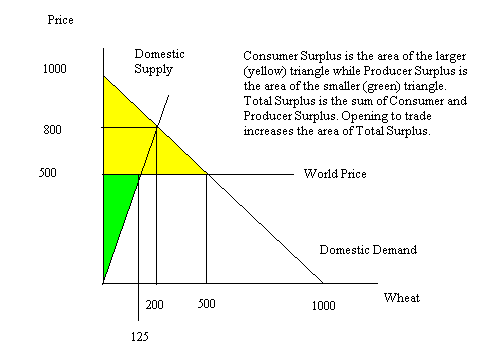 Price
Domestic
Supply
Consumer Surplus is the area of the larger
(yellow) triangle while Producer Surplus is
the area of the smaller (green) triangle.
Total Surplus is the sum of Consumer and
Producer Surplus. Opening to trade
increases the area of Total Surplus.
1000
800
500
World Price
Domestic Demand
Wheat
200
500
1000
125